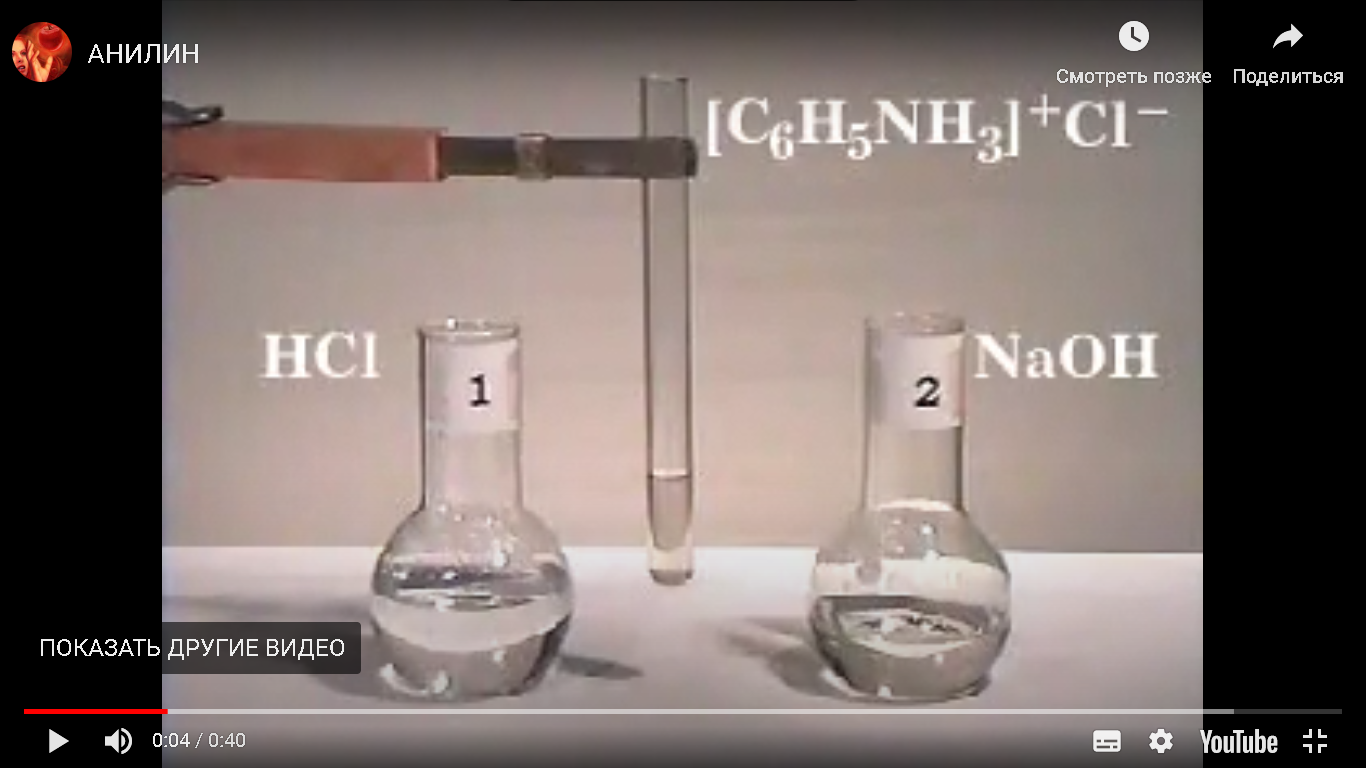 АНИЛИН
Смотреть позже
Поделиться
[C₆H₅NH₃]⁺Cl⁻
HCl
1
2
NaOH
ПОКАЗАТЬ ДРУГИЕ ВИДЕО
0:04 / 0:40
YouTube